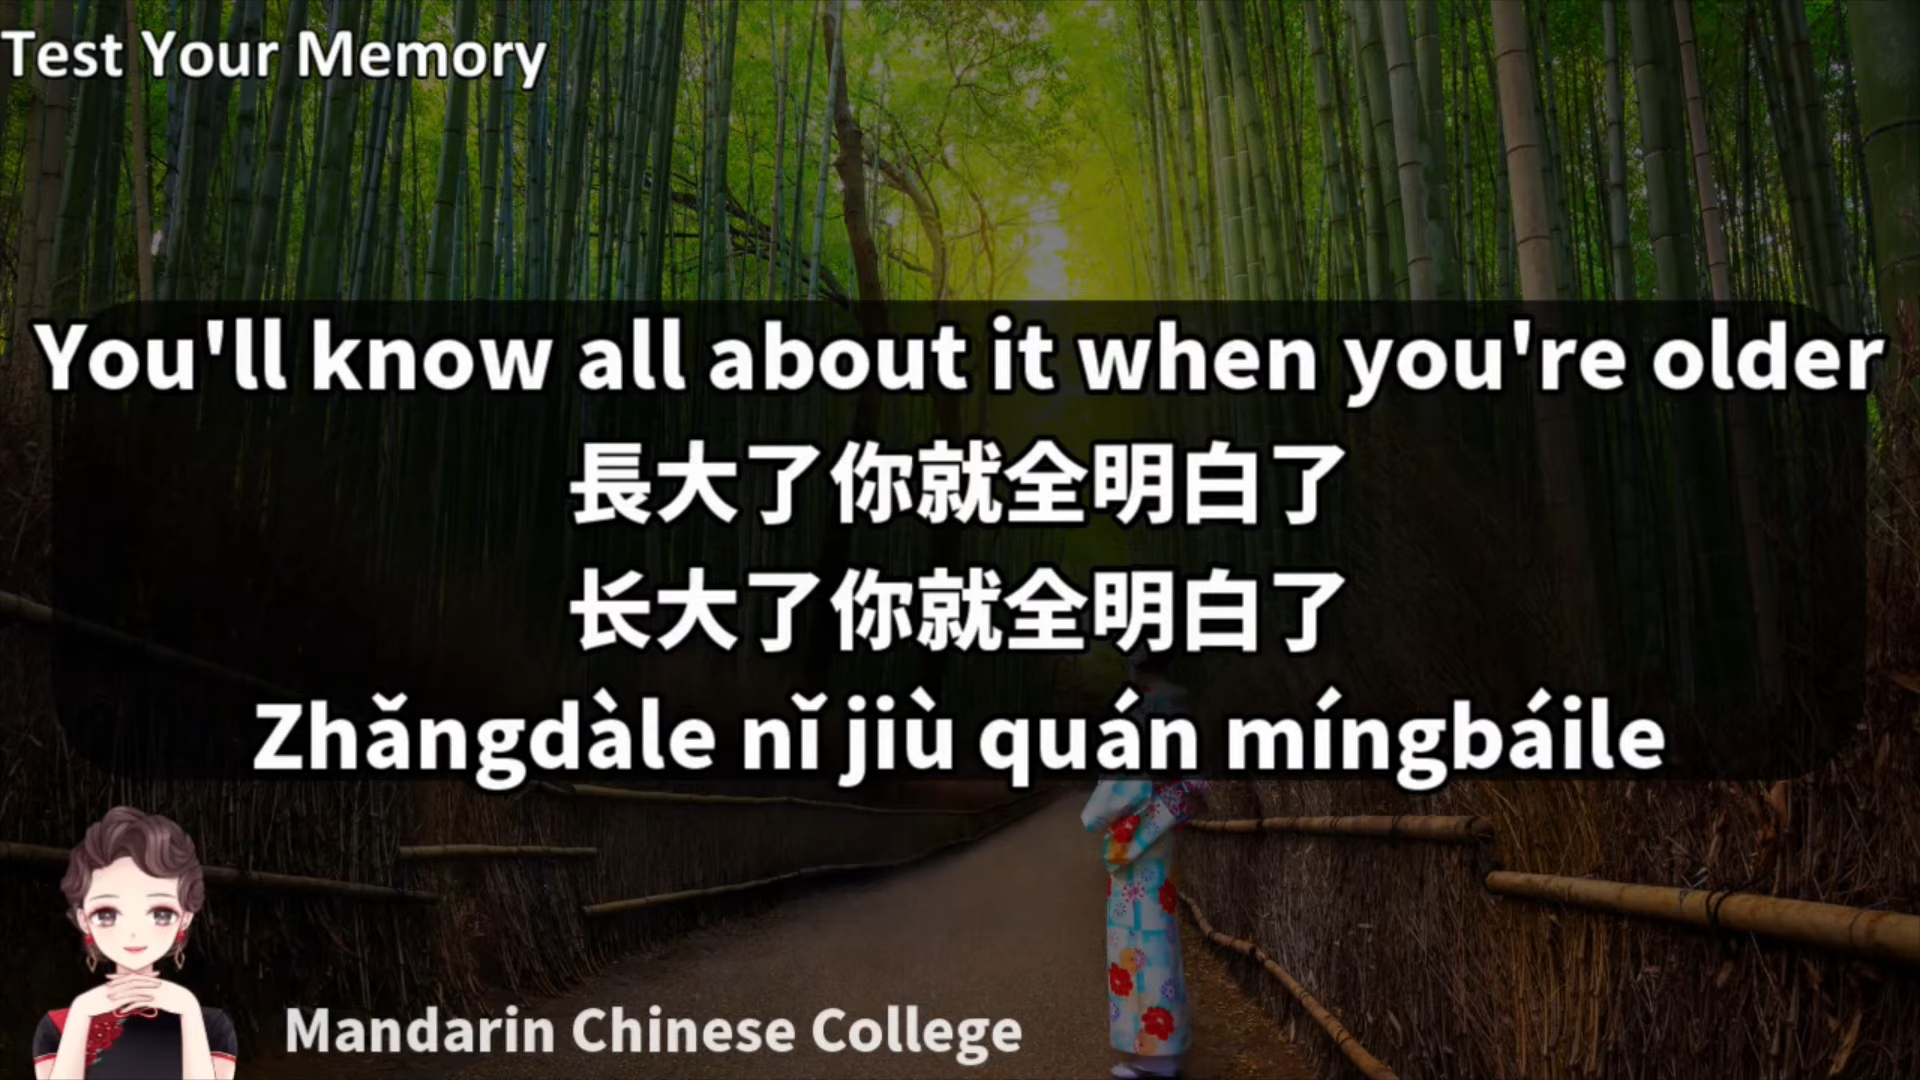 Test Your Memory
You'll know all about it when you're older
長大了你就全明白了
长大了你就全明白了
Zhǎngdàle nǐ jiù quán míngbáile
Mandarin Chinese College